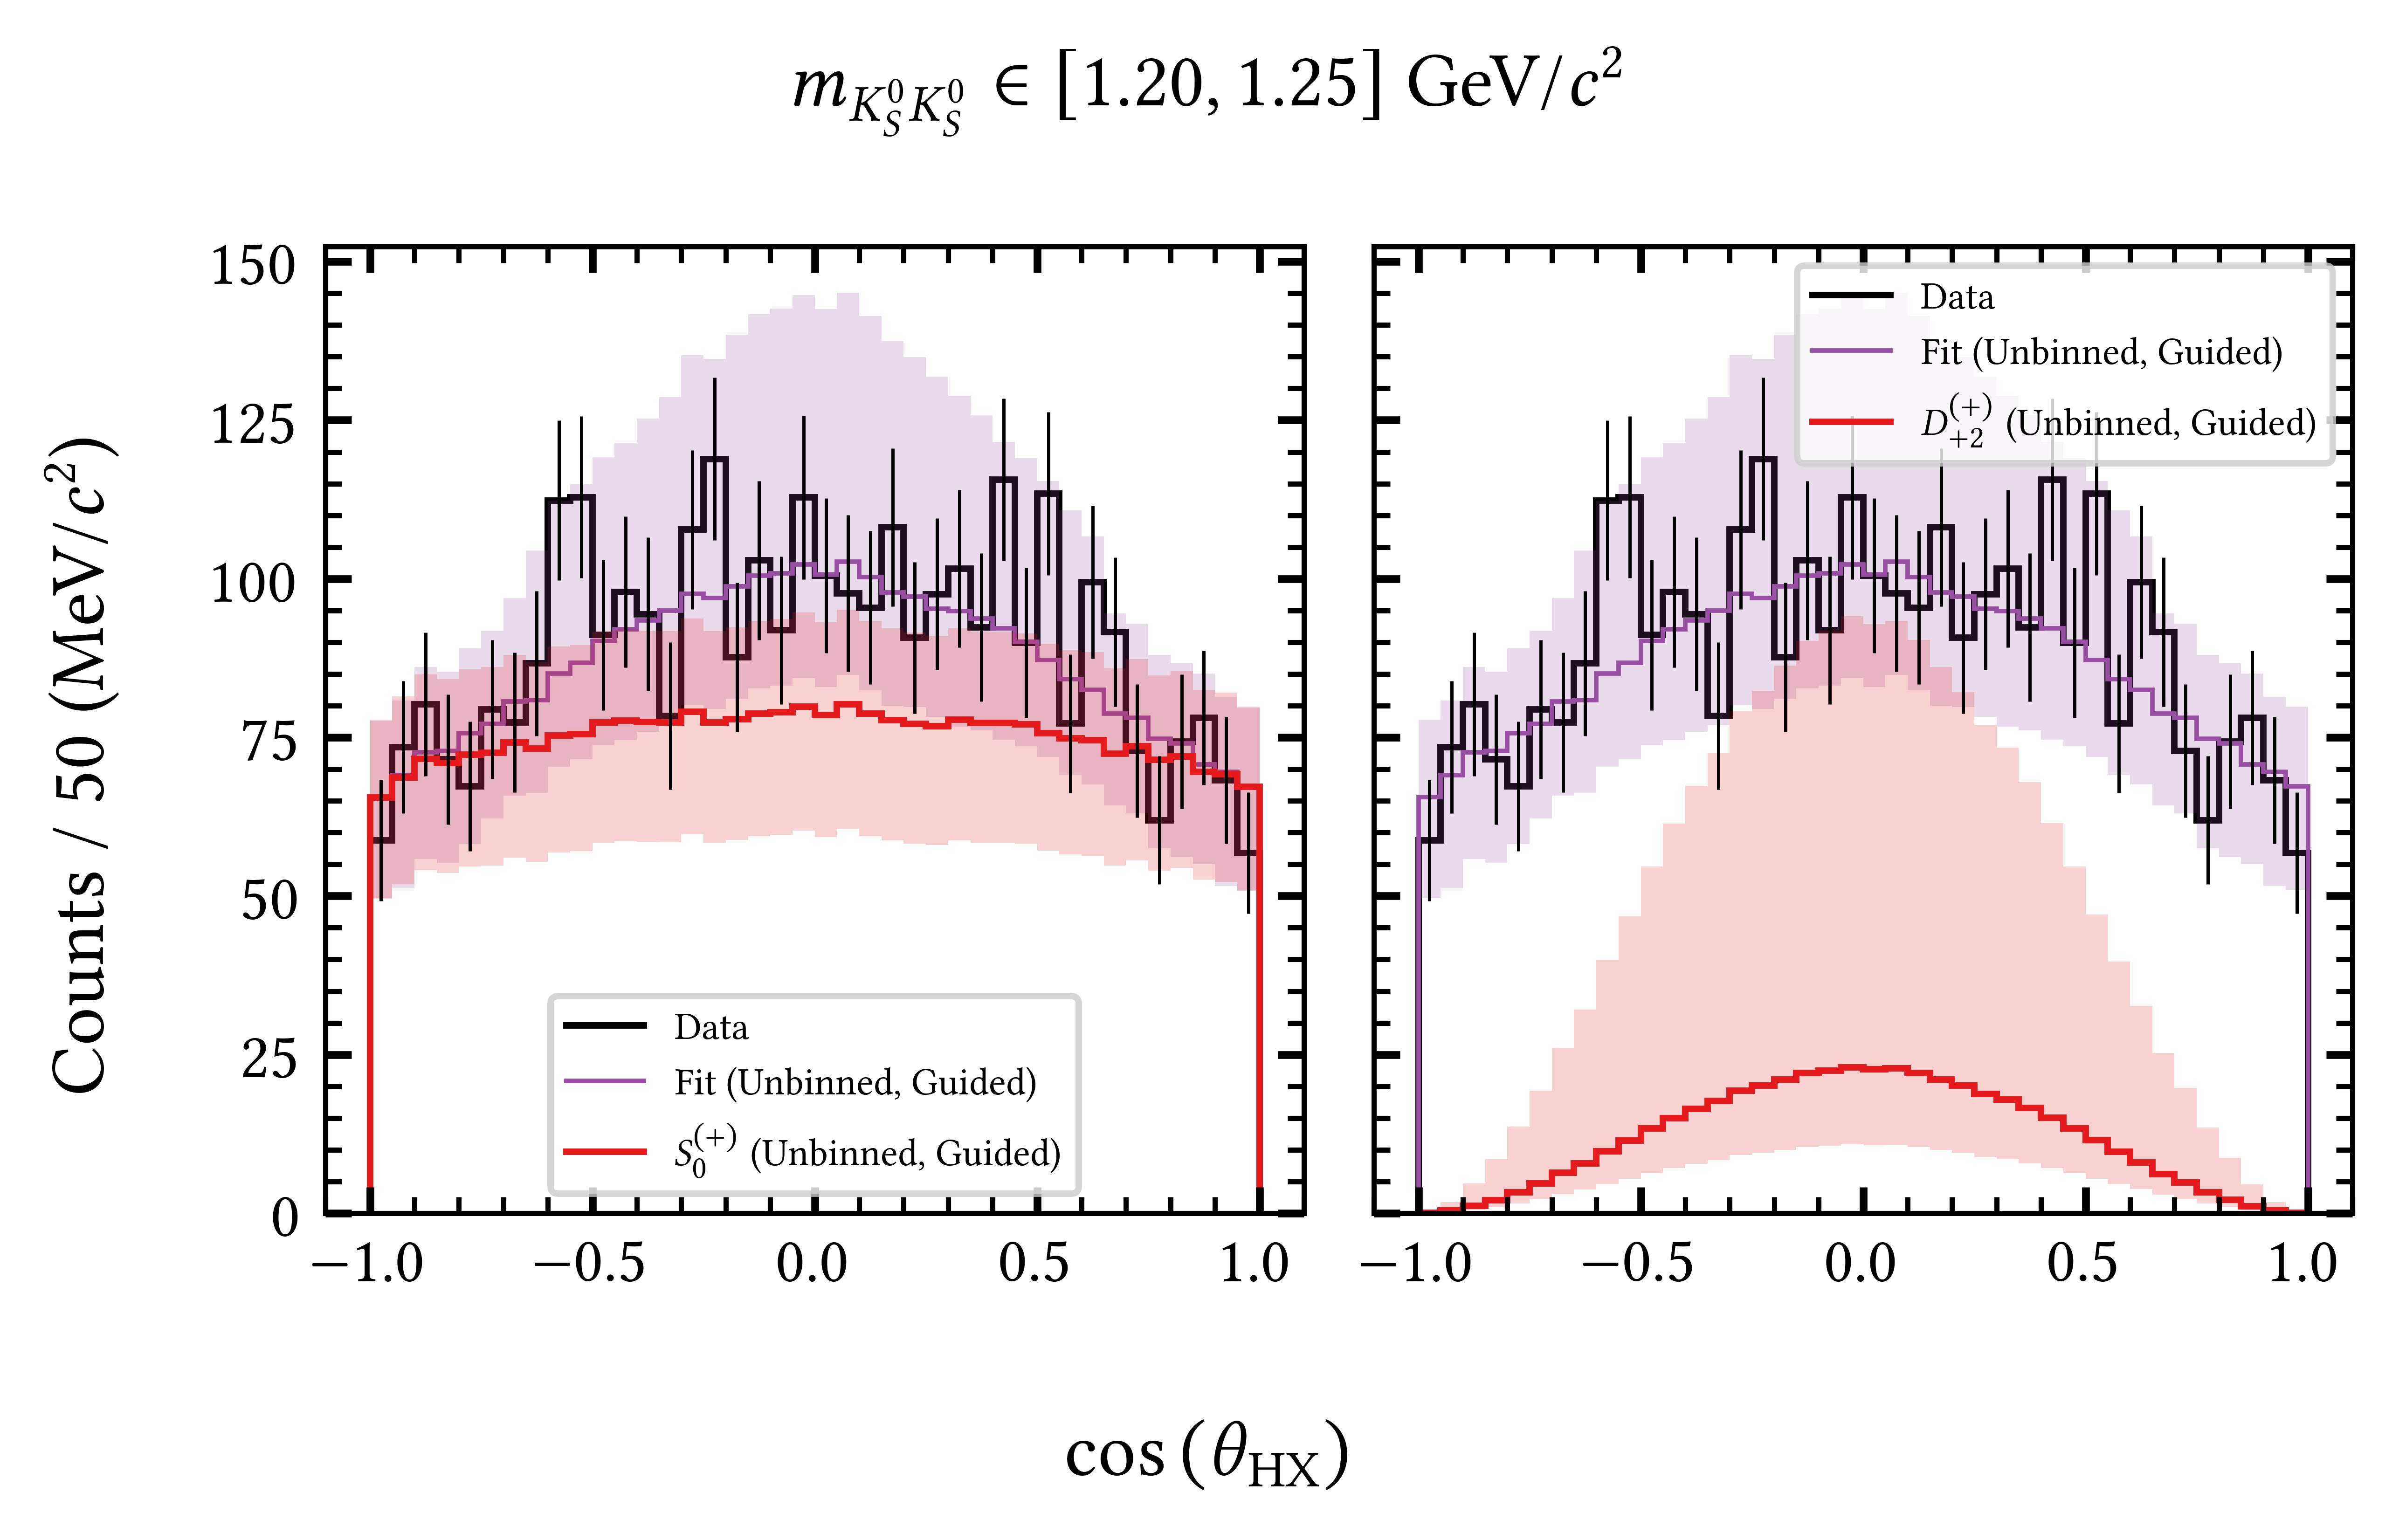 m_{K_S^0 K_S^0} ∈ [1.20, 1.25] GeV/c²
Counts / 50 (MeV/c²)
150
125
100
75
50
25
0
Data
Fit (Unbinned, Guided)
S_0^{(+)} (Unbinned, Guided)
−1.0 −0.5 0.0 0.5 1.0
Data
Fit (Unbinned, Guided)
D_{+2}^{(+)} (Unbinned, Guided)
−1.0 −0.5 0.0 0.5 1.0
cos (θ_{HX})